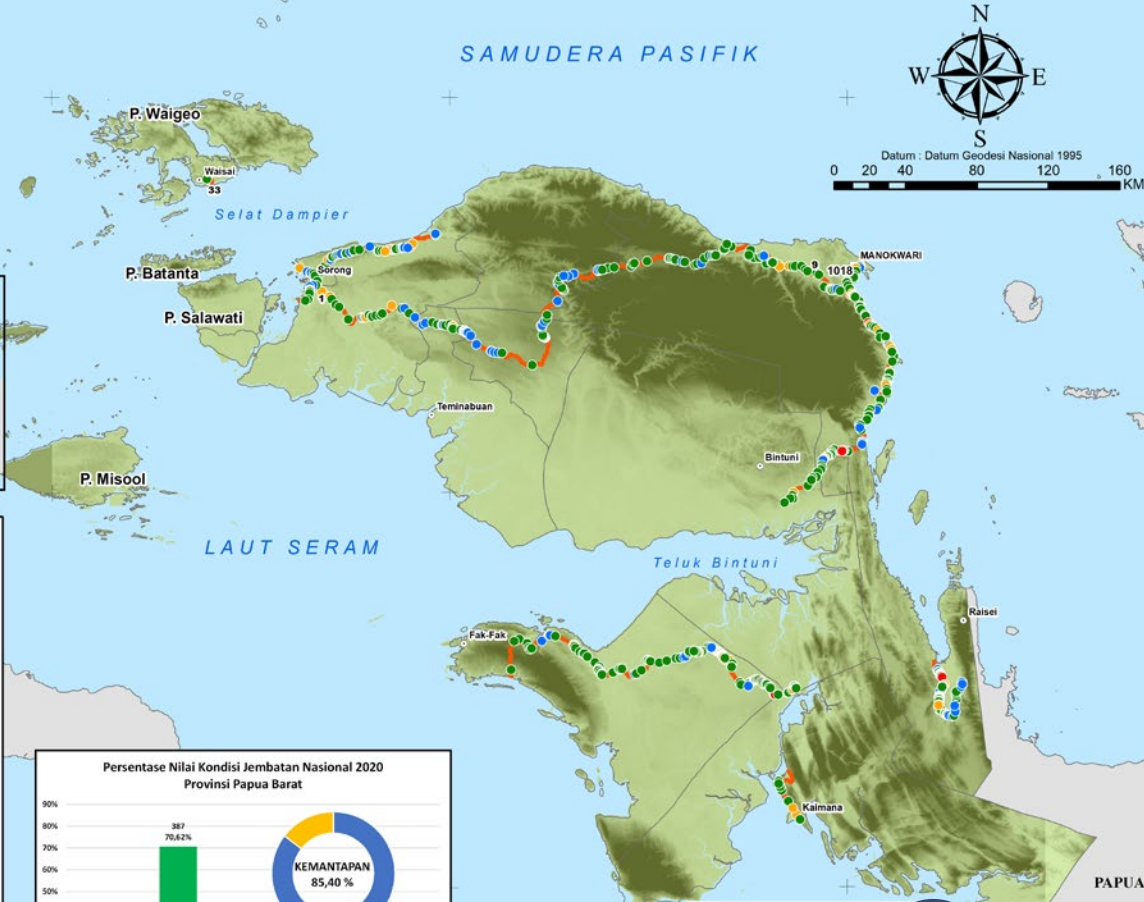 N
SAMUDERA PASIFIK
W
E
S
Datum : Datum Geodesi Nasional 1995
0 20 40 80 120 160
KM
P. Waigeo
Waisai
33
Selat Dampier
MANOKWARI
9
1018
P. Batanta
Sorong
1
P. Salawati
Teminabuan
Bintuni
P. Misool
LAUT SERAM
Teluk Bintuni
Raisei
Fak-Fak
Kaimana
PAPUA
Persentase Nilai Kondisi Jembatan Nasional 2020
Provinsi Papua Barat
90%
80%
70%
60%
50%
387
70,62%
KEMANTAPAN
85,40 %